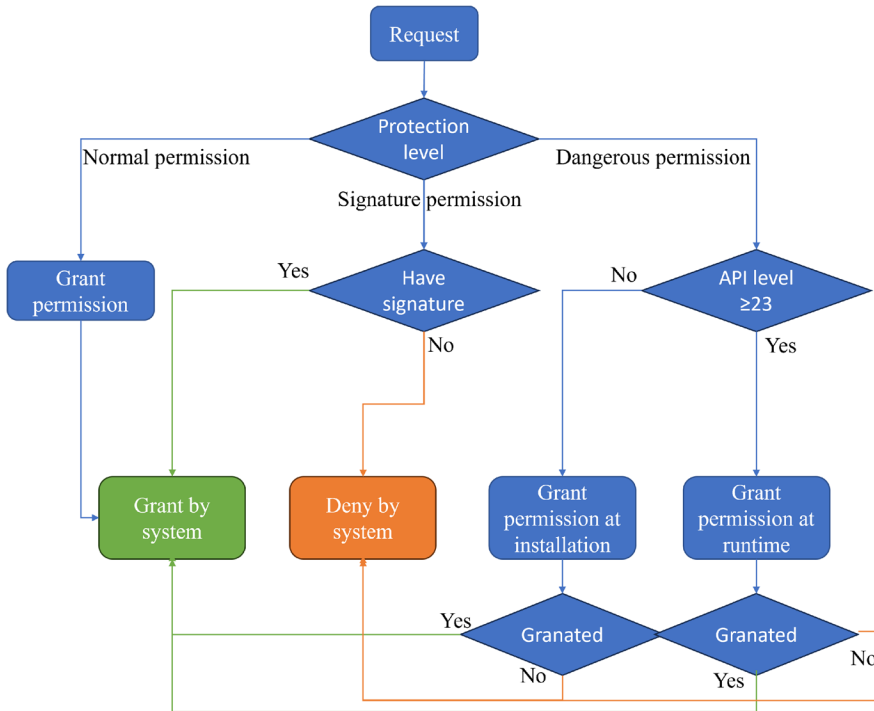 Request
Protection
level
Normal permission
Dangerous permission
Signature permission
Grant
permission
Yes
Have
signature
No
No
API level
≥23
Yes
Grant by
system
Deny by
system
Grant
permission at
installation
Grant
permission at
runtime
Yes
Granated
No
Granated
Yes
No